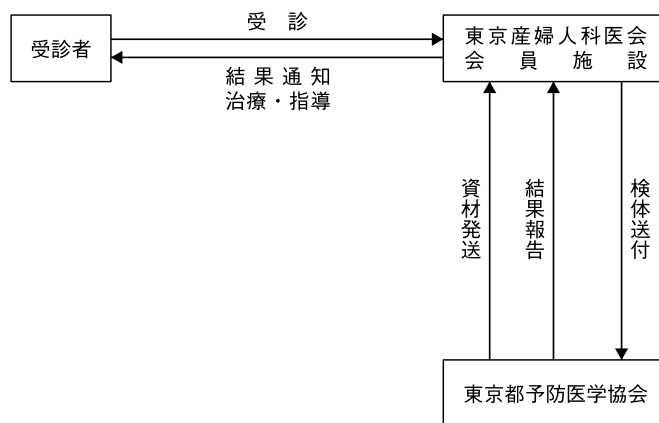 受 診
受診者
東京産婦人科医会
会員施設
結果通知
治療・指導
資材発送
結果報告
検体送付
東京都予防医学協会